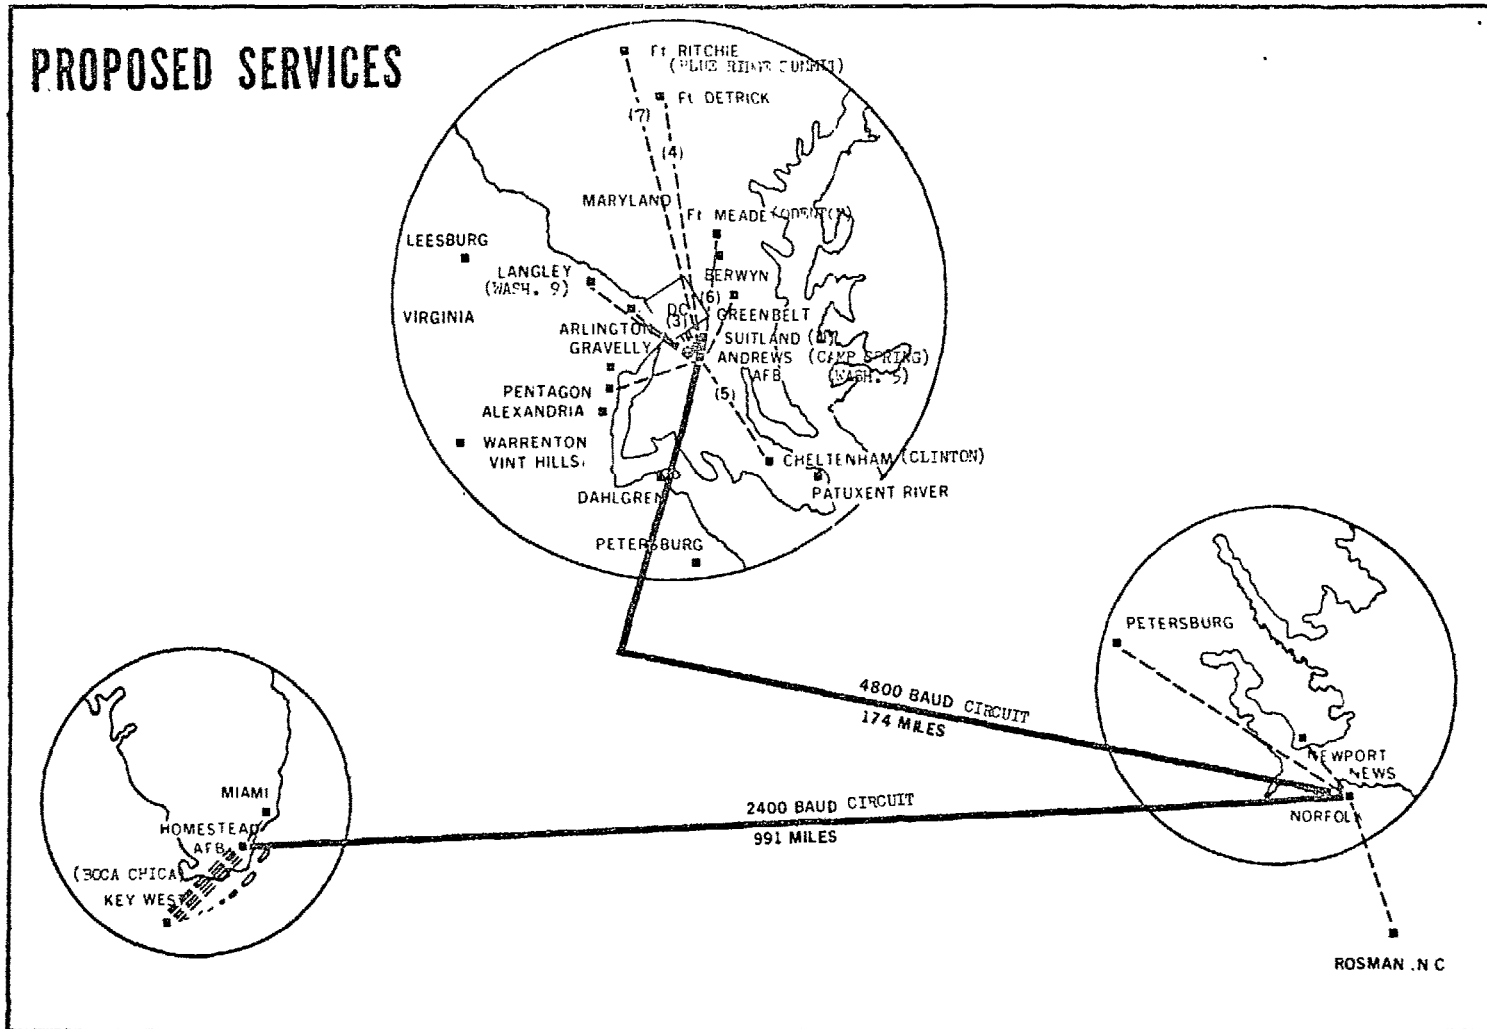 PROPOSED SERVICES
Ft RITCHIE
(BLUE RIDGE SUMMIT)
Ft DETRICK
(7)
(4)
MARYLAND
Ft MEADE (ODENTON)
LEESBURG
LANGLEY
(WASH. 9)
BERWYN
(6)
VIRGINIA
DC
(3)
GREENBELT
ARLINGTON
GRAVELLY
SUITLAND
ANDREWS (CAMP SPRING)
AFB (WASH. 5)
PENTAGON
(5)
ALEXANDRIA
WARRENTON
VINT HILLS
CHELTENHAM (CLINTON)
DAHLGREN
PATUXENT RIVER
PETERSBURG
PETERSBURG
4800 BAUD CIRCUIT
174 MILES
NEWPORT
NEWS
MIAMI
2400 BAUD CIRCUIT
991 MILES
NORFOLK
HOMESTEAD
AFB
(BOCA CHICA)
KEY WEST
ROSMAN . N C